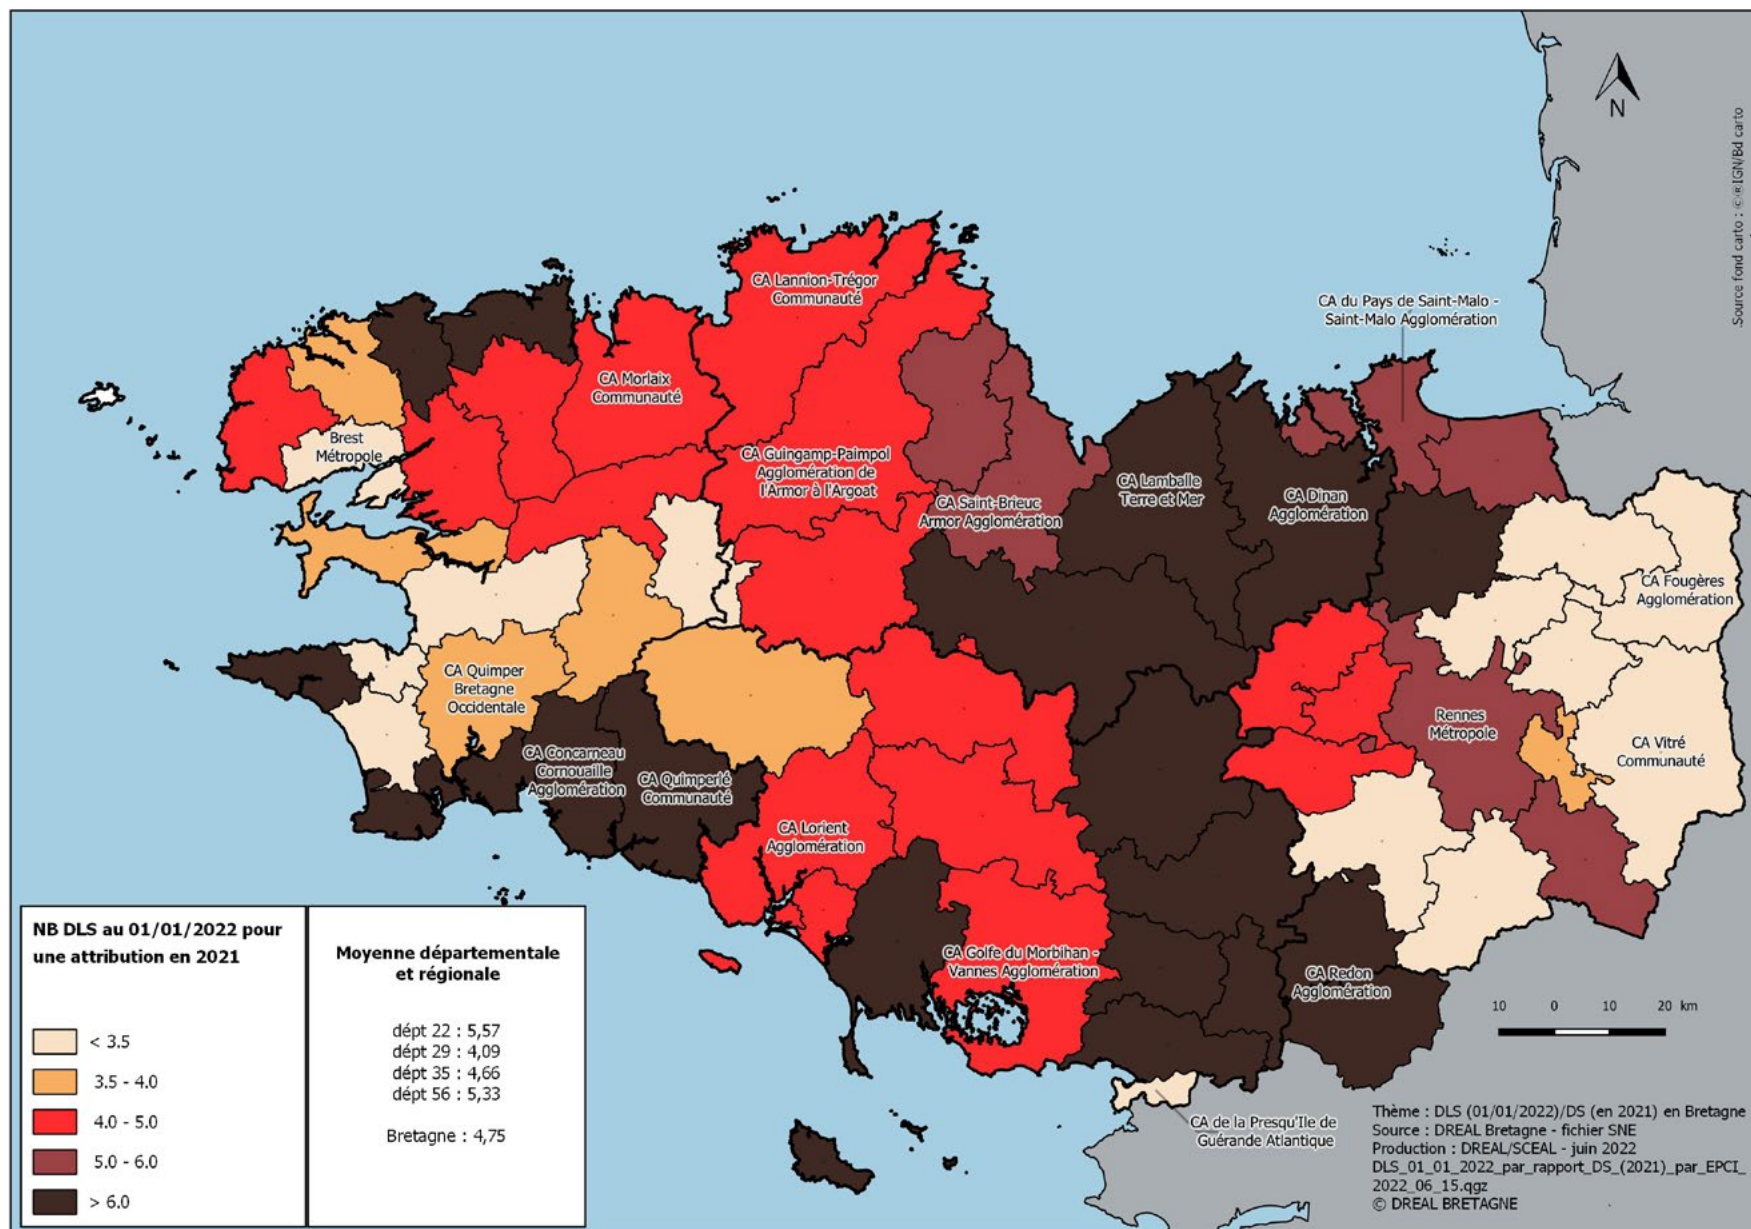 N
Source fond carto : ©®IGN/Bd carto
CA Lannion-Trégor
Communauté
CA du Pays de Saint-Malo -
Saint-Malo Agglomération
CA Morlaix
Communauté
Brest
Métropole
CA Guingamp-Paimpol
Agglomération de
l'Armor à l'Argoat
CA Lamballe
Terre et Mer
CA Dinan
Agglomération
CA Saint-Brieuc
Armor Agglomération
CA Fougères
Agglomération
CA Quimper
Bretagne
Occidentale
Rennes
Métropole
CA Vitré
Communauté
CA Concarneau
Cornouaille
Agglomération
CA Quimperlé
Communauté
CA Lorient
Agglomération
CA Golfe du Morbihan -
Vannes Agglomération
CA Redon
Agglomération
CA de la Presqu'Ile de
Guérande Atlantique
10 0 10 20 km
NB DLS au 01/01/2022 pour
une attribution en 2021
< 3.5
3.5 - 4.0
4.0 - 5.0
5.0 - 6.0
> 6.0
Moyenne départementale
et régionale
dépt 22 : 5,57
dépt 29 : 4,09
dépt 35 : 4,66
dépt 56 : 5,33
Bretagne : 4,75
Thème : DLS (01/01/2022)/DS (en 2021) en Bretagne
Source : DREAL Bretagne - fichier SNE
Production : DREAL/SCEAL - juin 2022
DLS_01_01_2022_par_rapport_DS_(2021)_par_EPCI_
2022_06_15.qgz
© DREAL BRETAGNE